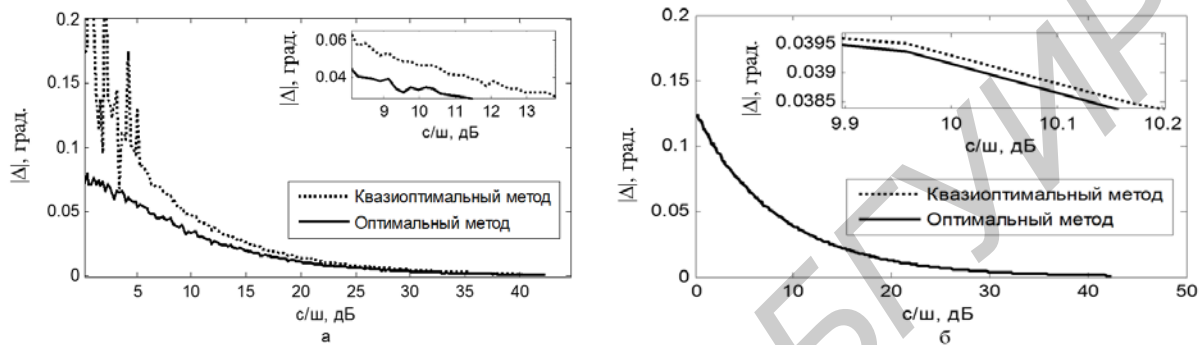 0.2
0.15
0.1
0.05
0
|Δ|, град.
5
10
15
20
25
30
35
40
с/ш, дБ
а
0.06
0.04
|Δ|, град.
9
10
11
12
13
с/ш, дБ
Квазиоптимальный метод
Оптимальный метод
0.2
0.15
0.1
0.05
0
|Δ|, град.
0
10
20
30
40
50
с/ш, дБ
б
0.0395
0.039
0.0385
|Δ|, град.
9.9
10
10.1
10.2
с/ш, дБ
Квазиоптимальный метод
Оптимальный метод
БГУИР